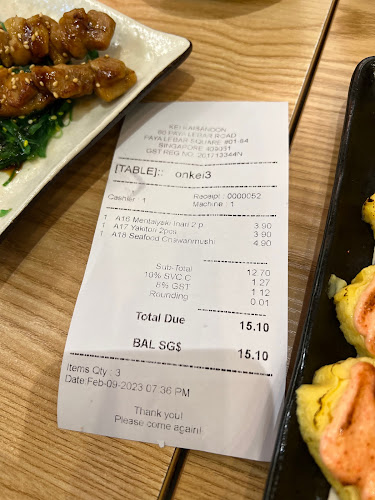 KEI KAISENDON
60 PAYA LEBAR ROAD
PAYA LEBAR SQUARE #01-84
SINGAPORE 409051
GST REG NO:
[TABLE]:: onkei3
Cashier : 1 Receipt : 0000052
Machine : 1
1 A16 Mentaiyaki Inari 2 p 3.90
1 A17 Yakitori 2pcs 3.90
1 A18 Seafood Chawanmushi 4.90
Sub-Total 12.70
10% SVC C 1.27
8% GST 1.12
Rounding 0.01
Total Due 15.10
BAL SG$ 15.10
Items Qty : 3
Date Feb-09-2023 07:36 PM
Thank you!
Please come again!